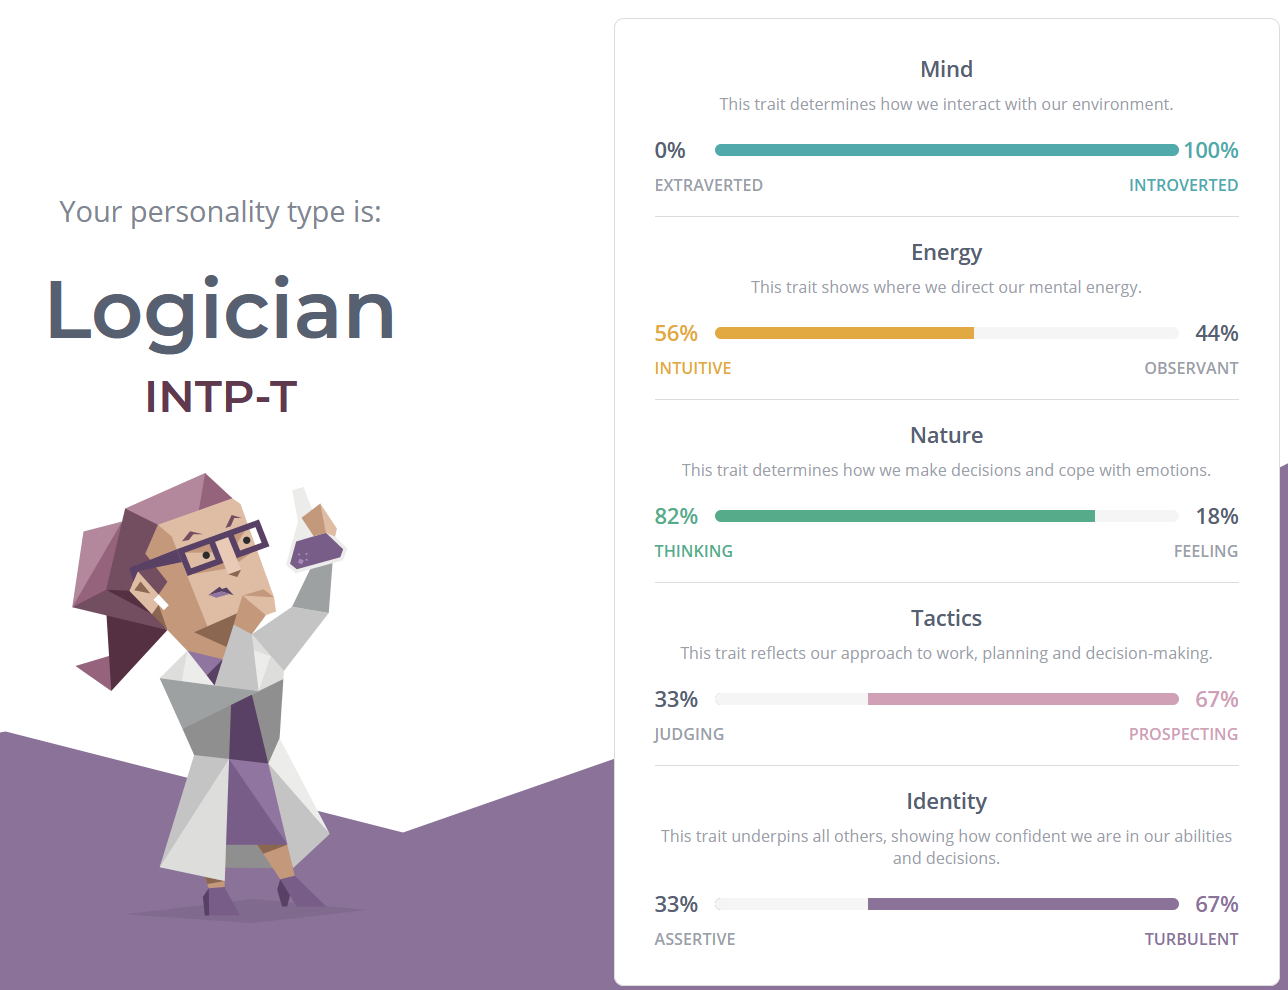 Your personality type is:
Logician
INTP-T
Mind
This trait determines how we interact with our environment.
0% 100%
EXTRAVERTED INTROVERTED
Energy
This trait shows where we direct our mental energy.
56% 44%
INTUITIVE OBSERVANT
Nature
This trait determines how we make decisions and cope with emotions.
82% 18%
THINKING FEELING
Tactics
This trait reflects our approach to work, planning and decision-making.
33% 67%
JUDGING PROSPECTING
Identity
This trait underpins all others, showing how confident we are in our abilities
and decisions.
33% 67%
ASSERTIVE TURBULENT